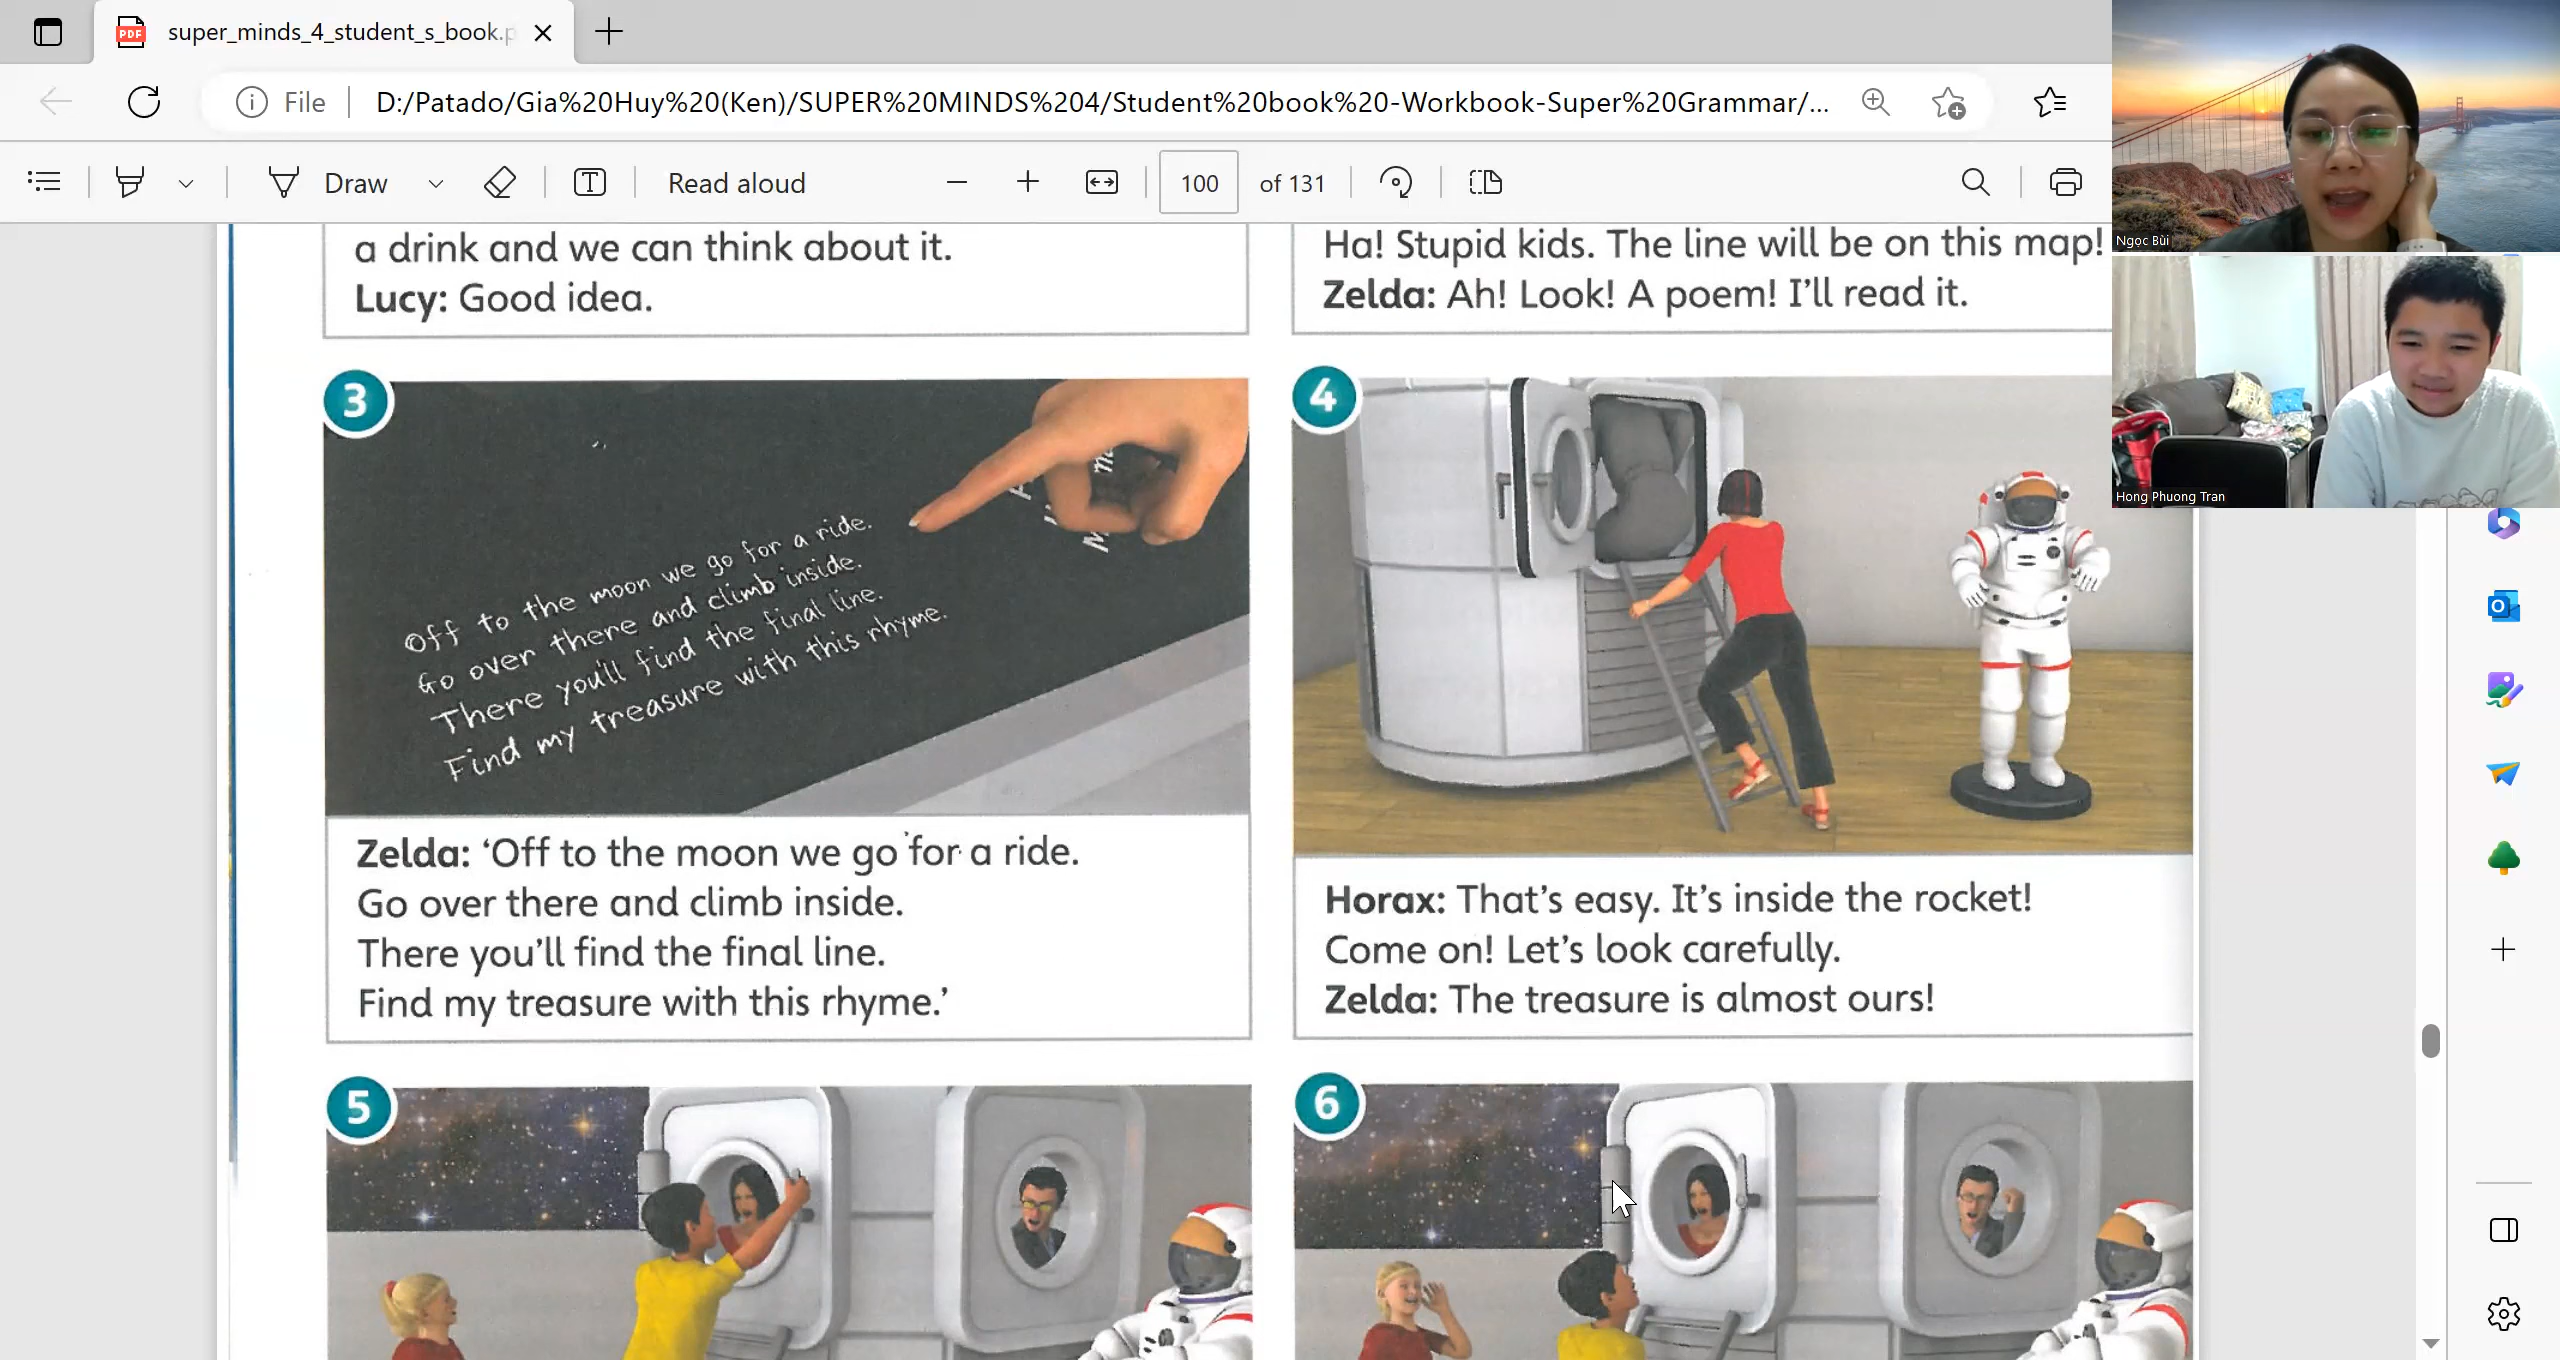 super_minds_4_student_s_book.p
File
D:/Patado/Gia%20Huy%20(Ken)/SUPER%20MINDS%204/Student%20book%20-Workbook-Super%20Grammar/...
Draw
Read aloud
100
of 131
Ngọc Bùi
Hong Phuong Tran
a drink and we can think about it.
Lucy: Good idea.
Ha! Stupid kids. The line will be on this map!
Zelda: Ah! Look! A poem! I'll read it.
3
Off to the moon we go for a ride.
Go over there and climb inside.
There you'll find the final line.
Find my treasure with this rhyme.
Zelda: 'Off to the moon we go for a ride.
Go over there and climb inside.
There you'll find the final line.
Find my treasure with this rhyme.'
4
Horax: That's easy. It's inside the rocket!
Come on! Let's look carefully.
Zelda: The treasure is almost ours!
5
6